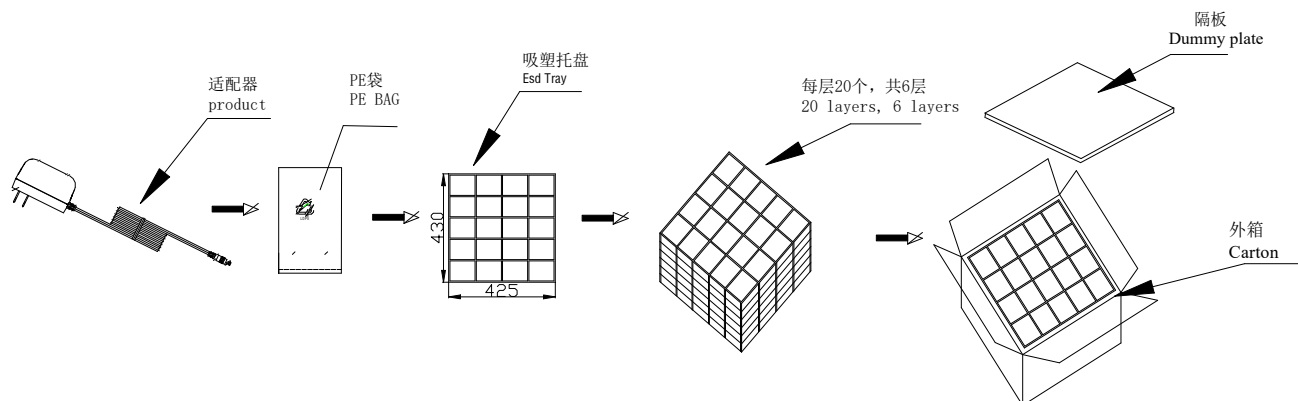 适配器
product
PE袋
PE BAG
吸塑托盘
Esd Tray
430
425
每层20个，共6层
20 layers, 6 layers
隔板
Dummy plate
外箱
Carton